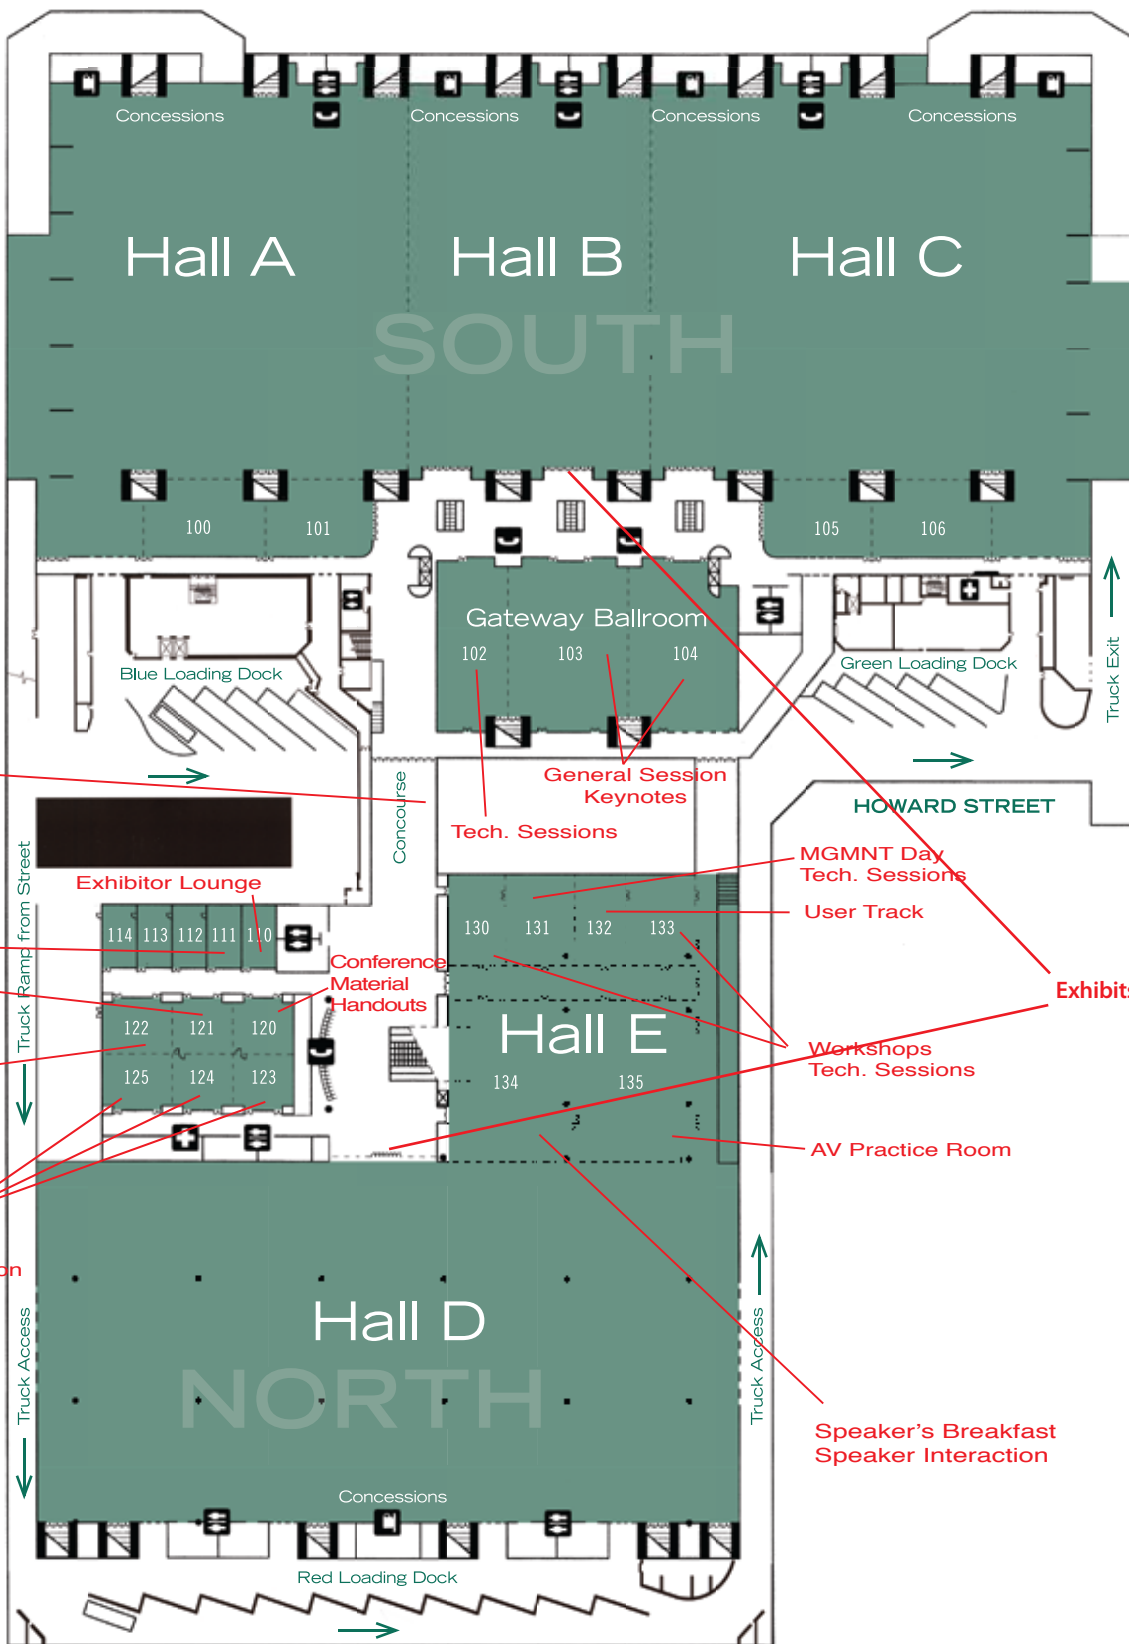 Concessions
Concessions
Concessions
Concessions
Hall A
Hall B
Hall C
SOUTH
100
101
105
106
Gateway Ballroom
102
103
104
Blue Loading Dock
Green Loading Dock
Truck Exit
General Session
Keynotes
Tech. Sessions
Concourse
HOWARD STREET
MGMNT Day
Tech. Sessions
User Track
Exhibitor Lounge
Truck Ramp from Street
114
113
112
111
110
130
131
132
133
Conference
Material
Handouts
Exhibits
122
121
120
125
124
123
Hall E
134
135
Workshops
Tech. Sessions
AV Practice Room
on
Hall D
NORTH
Truck Access
Truck Access
Speaker's Breakfast
Speaker Interaction
Concessions
Red Loading Dock